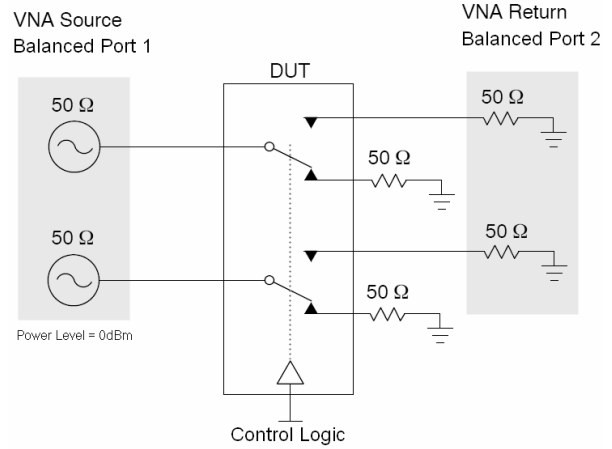 VNA Source
Balanced Port 1
VNA Return
Balanced Port 2
DUT
50 Ω
50 Ω
50 Ω
50 Ω
50 Ω
50 Ω
Power Level = 0dBm
Control Logic